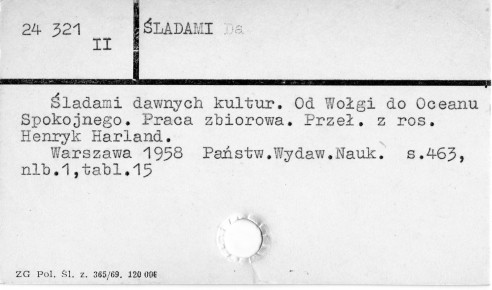 24 321
II
ŚLADAMI Da
Śladami dawnych kultur. Od Wołgi do Oceanu
Spokojnego. Praca zbiorowa. Przeł. z ros.
Henryk Harland.
Warszawa 1958 Państw.Wydaw.Nauk. s.463,
nlb.1,tabl.15
ZG Pol. Śl. z. 365/69. 120 000